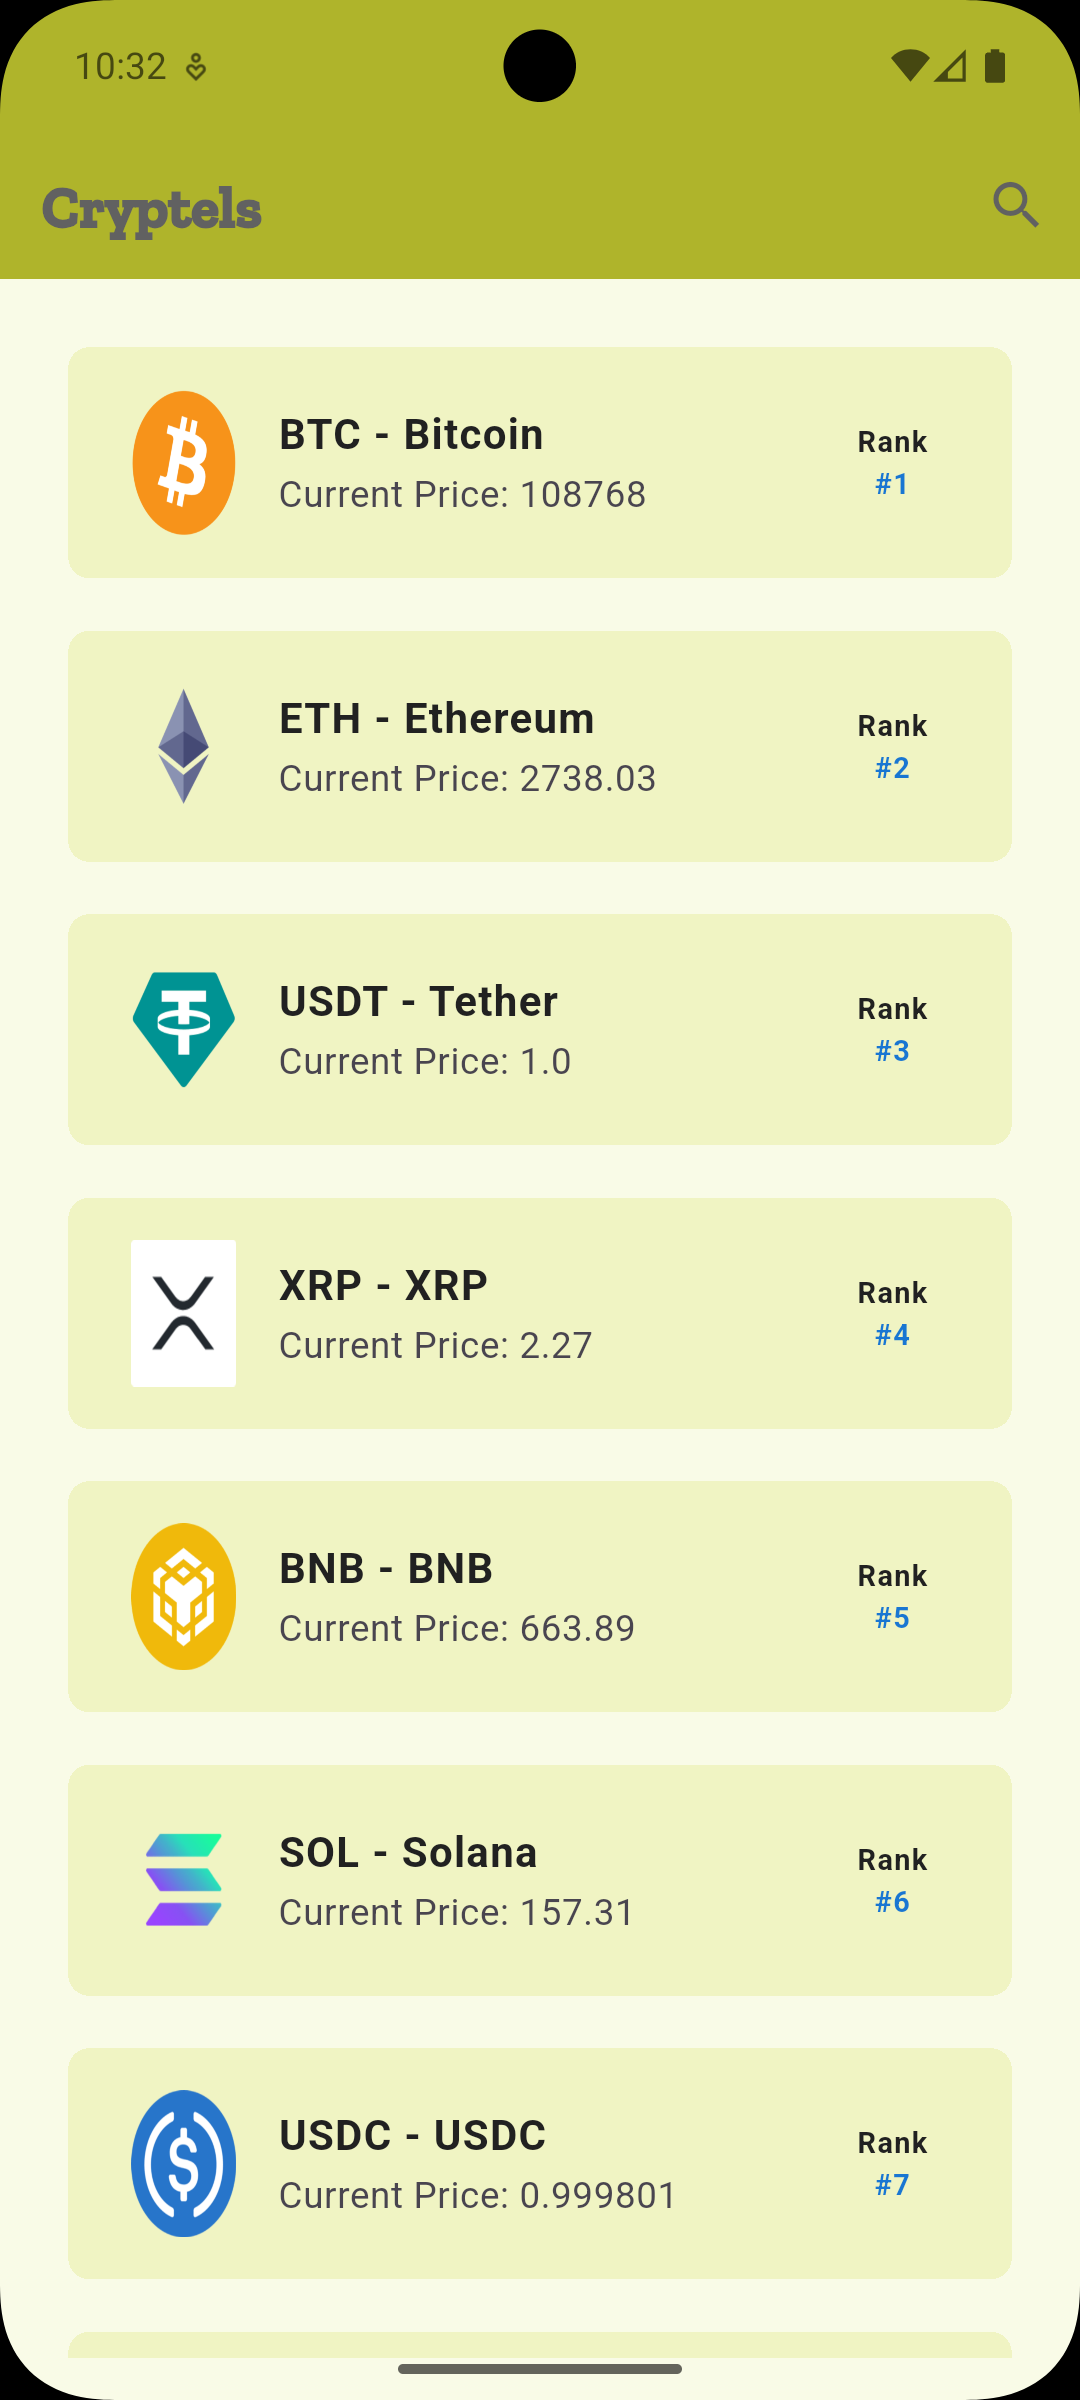 10:32
Cryptels
BTC - Bitcoin
Current Price: 108768
Rank
#1
ETH - Ethereum
Current Price: 2738.03
Rank
#2
USDT - Tether
Current Price: 1.0
Rank
#3
XRP - XRP
Current Price: 2.27
Rank
#4
BNB - BNB
Current Price: 663.89
Rank
#5
SOL - Solana
Current Price: 157.31
Rank
#6
USDC - USDC
Current Price: 0.999801
Rank
#7